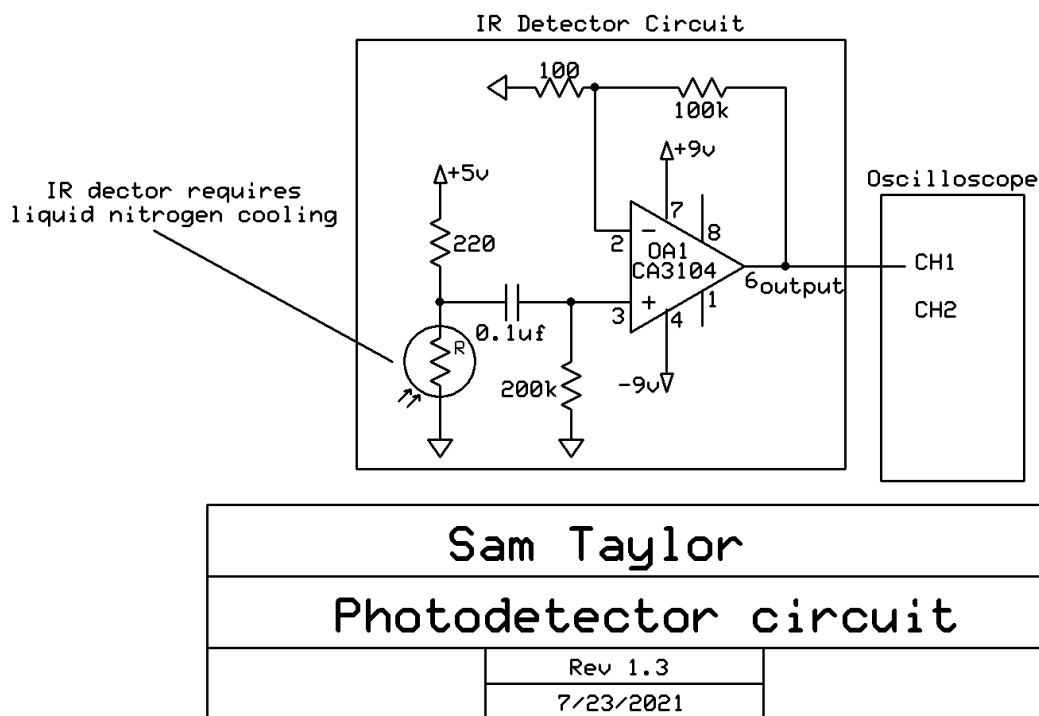 IR Detector Circuit
100
100k
+9v
+5v
IR dector requires
liquid nitrogen cooling
Oscilloscope
7
8
2
-
220
OA1
CA3104
6
output
CH1
1
+
3
4
CH2
0.1uf
R
200k
-9v
Sam Taylor
Photodetector circuit
Rev 1.3
7/23/2021